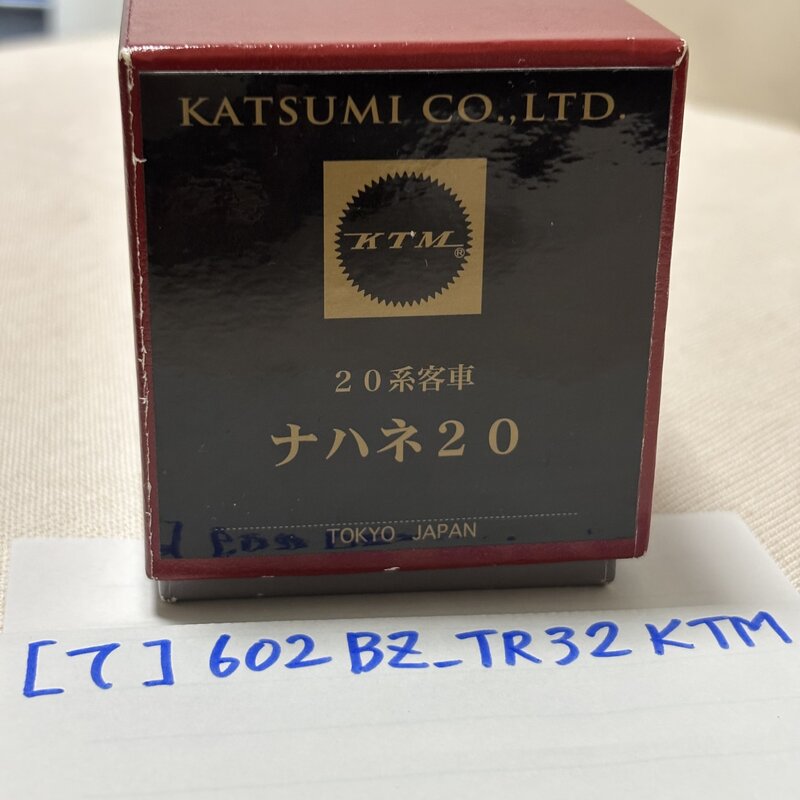 KATSUMI CO.,LTD.
KTM®
２０系客車
ナハネ２０
TOKYO JAPAN
[て] 602 BZ_TR32 KTM